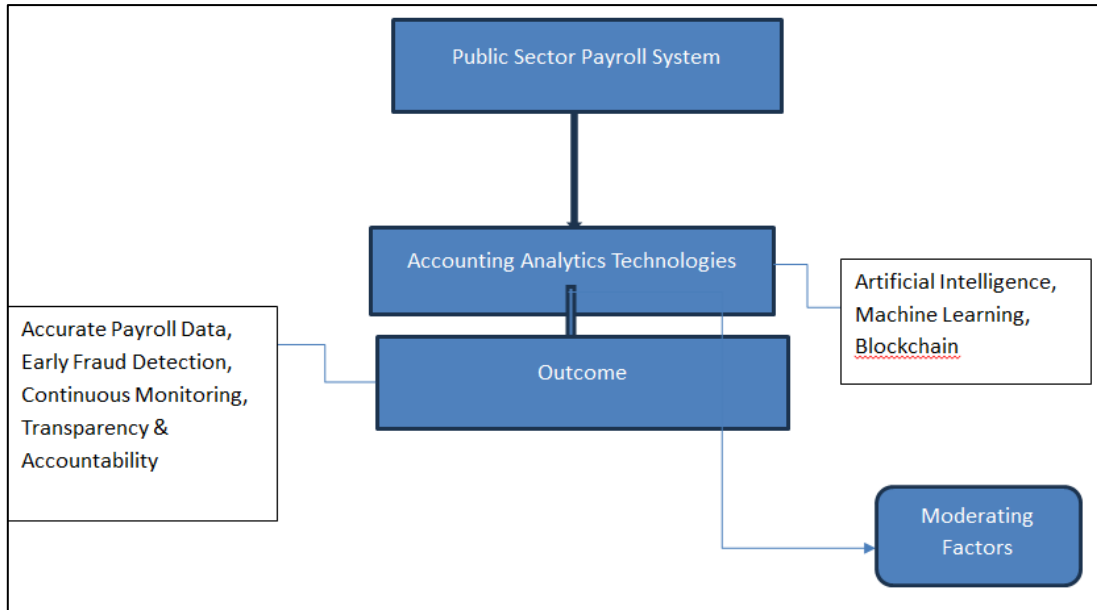 Public Sector Payroll System
Accounting Analytics Technologies
Artificial Intelligence,
Machine Learning,
Blockchain
Accurate Payroll Data,
Early Fraud Detection,
Continuous Monitoring,
Transparency &
Accountability
Outcome
Moderating
Factors